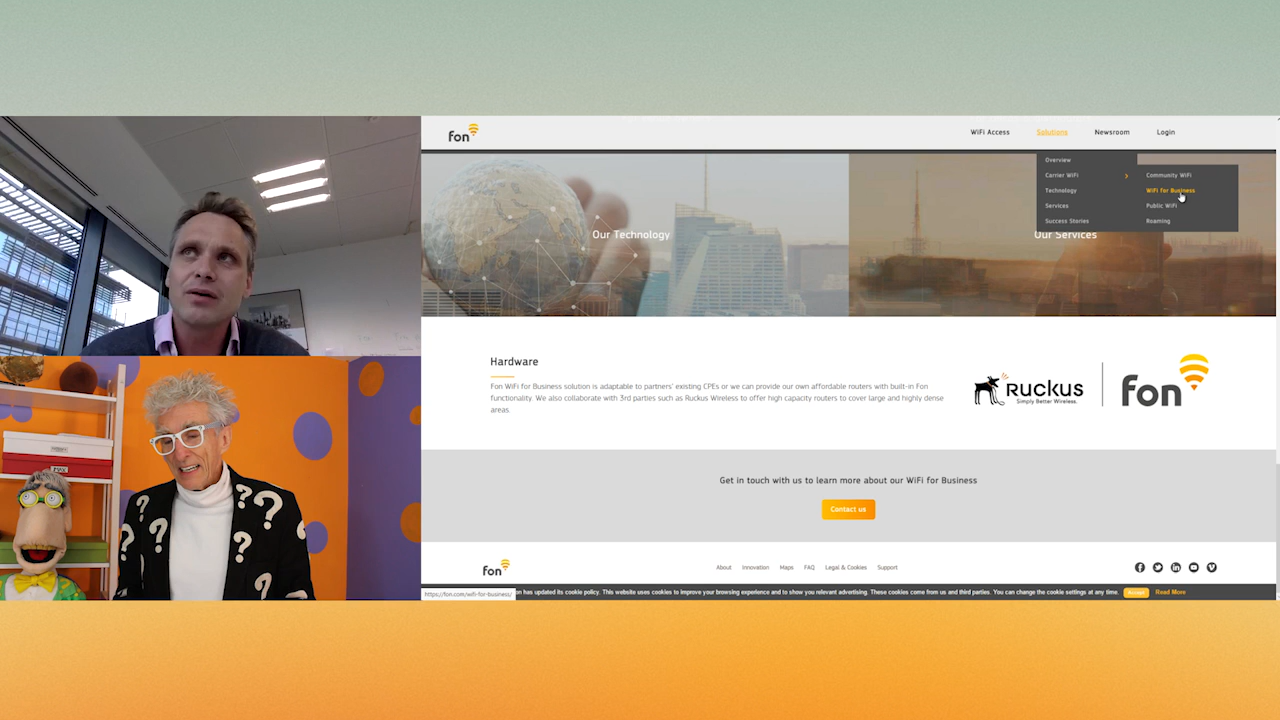 fon
WiFi Access
Solutions
Newsroom
Login
Overview
Carrier WiFi
Technology
Services
Success Stories
Community WiFi
WiFi For Business
Public WiFi
Roaming
Our Technology
Our Services
Hardware
Fon WiFi for Business solution is adaptable to partners' existing CPEs or we can provide our own affordable routers with built-in Fon
functionality. We also collaborate with 3rd parties such as Ruckus Wireless to offer high capacity routers to cover large and highly dense
areas.
RUCKUS
Simply Better Wireless.
fon
Get in touch with us to learn more about our WiFi for Business
Contact us
fon
About
Innovation
Maps
FAQ
Legal & Cookies
Support
https://fon.com/wifi-for-business/
on has updated its cookie policy. This website uses cookies to improve your browsing experience and to show you relevant advertising. These cookies come from us and third parties. You can change the cookie settings at any time.
Accept
Read More
? ? ? ? ? ?